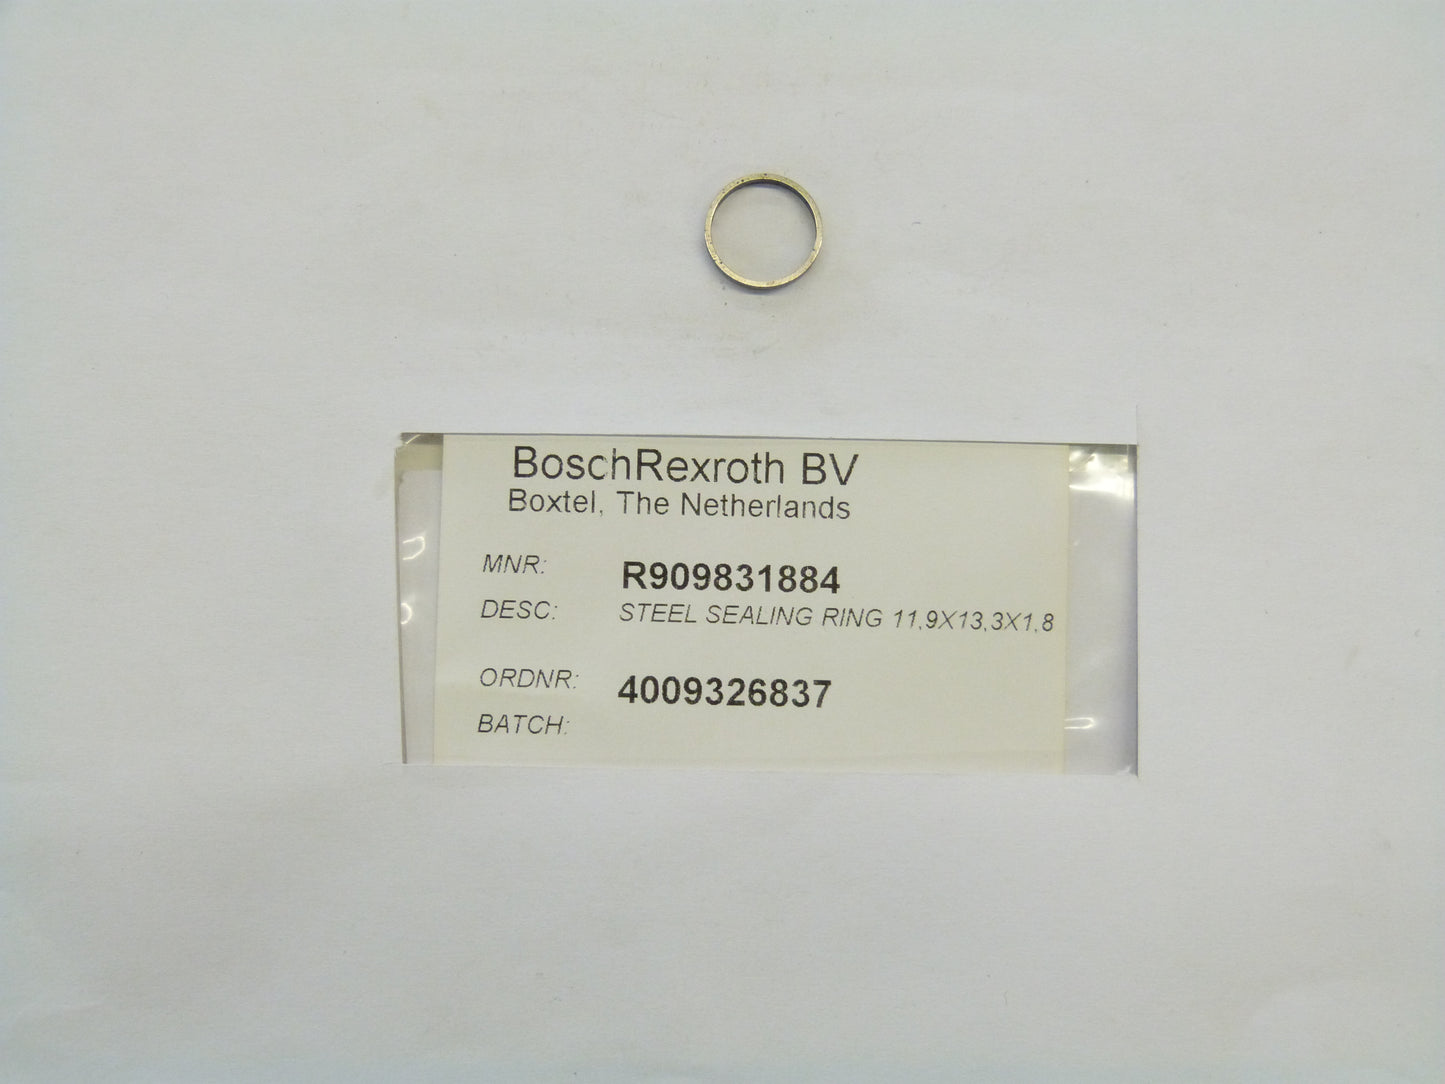 BoschRexroth BV
Boxtel, The Netherlands
MNR: R909831884
DESC: STEEL SEALING RING 11,9X13,3X1,8
ORDNR: 4009326837
BATCH: